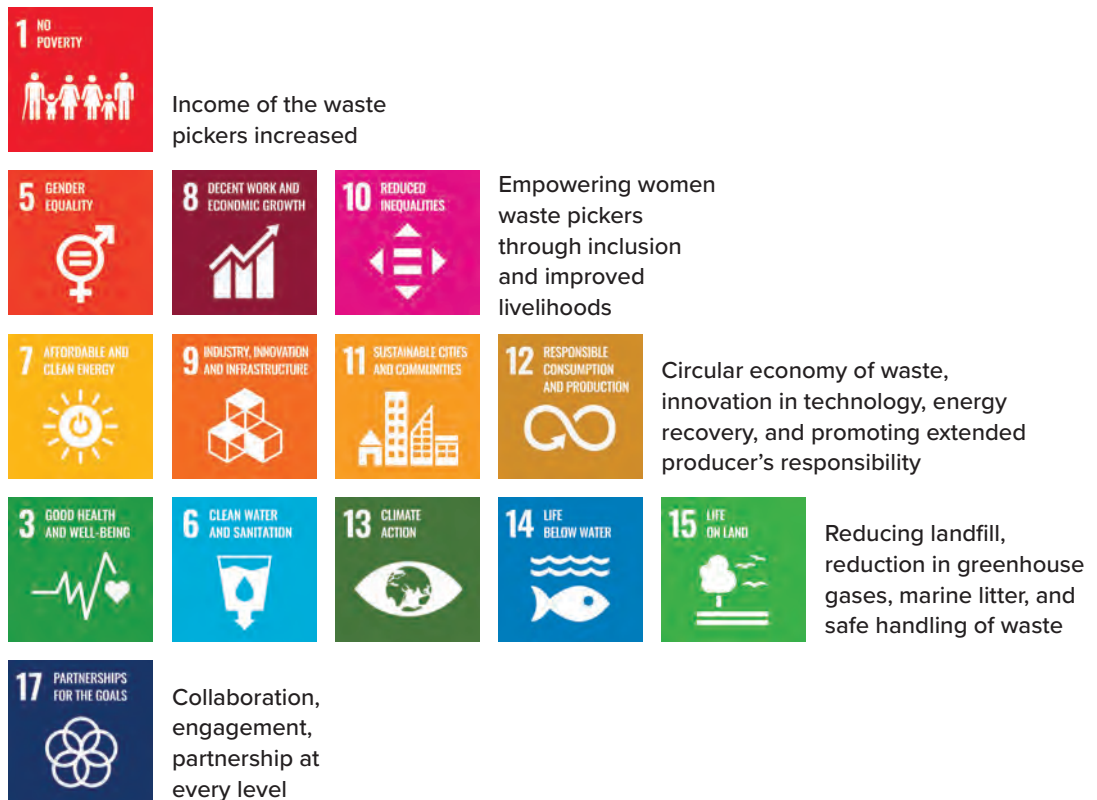 1 NO
POVERTY
Income of the waste
pickers increased
5 GENDER
EQUALITY
8 DECENT WORK AND
ECONOMIC GROWTH
10 REDUCED
INEQUALITIES
Empowering women
waste pickers
through inclusion
and improved
livelihoods
7 AFFORDABLE AND
CLEAN ENERGY
9 INDUSTRY, INNOVATION
AND INFRASTRUCTURE
11 SUSTAINABLE CITIES
AND COMMUNITIES
12 RESPONSIBLE
CONSUMPTION
AND PRODUCTION
Circular economy of waste,
innovation in technology, energy
recovery, and promoting extended
producer’s responsibility
3 GOOD HEALTH
AND WELL-BEING
6 CLEAN WATER
AND SANITATION
13 CLIMATE
ACTION
14 LIFE
BELOW WATER
15 LIFE
ON LAND
Reducing landfill,
reduction in greenhouse
gases, marine litter, and
safe handling of waste
17 PARTNERSHIPS
FOR THE GOALS
Collaboration,
engagement,
partnership at
every level